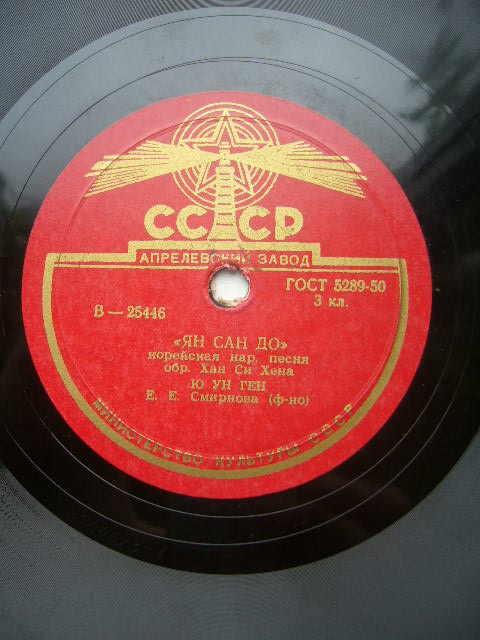 СССР
АПРЕЛЕВСКИЙ ЗАВОД
ГОСТ 5289-50
3 кл.
В — 25446
«ЯН САН ДО»
корейская нар. песня
обр. Хан Си Хена
Ю УН ГЕН
Е. Е. Смирнова (ф-но)
МИНИСТЕРСТВО КУЛЬТУРЫ СССР